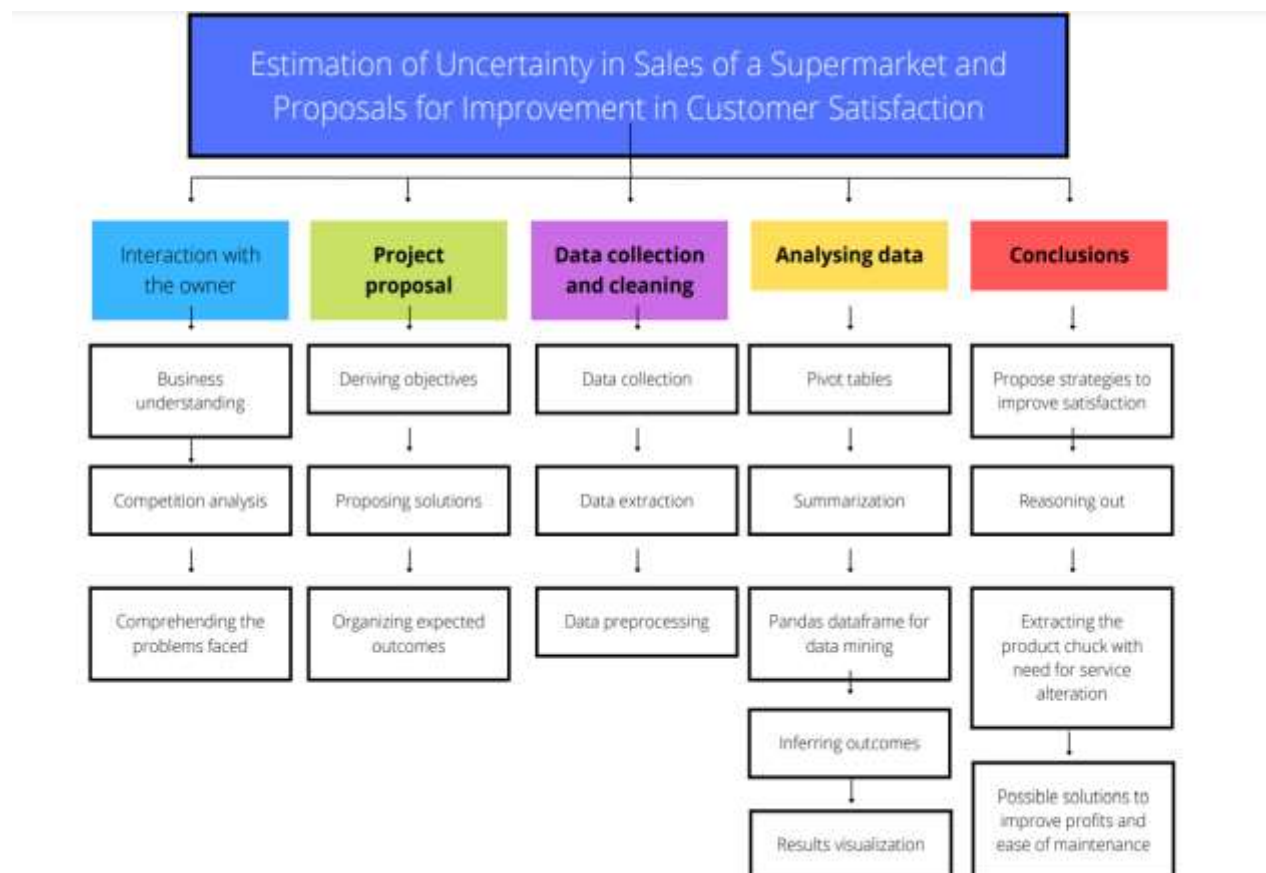 Estimation of Uncertainty in Sales of a Supermarket and
Proposals for Improvement in Customer Satisfaction
Interaction with
the owner
Business
understanding
Competition analysis
Comprehending the
problems faced
Project
proposal
Deriving objectives
Proposing solutions
Organizing expected
outcomes
Data collection
and cleaning
Data collection
Data extraction
Data preprocessing
Analysing data
Pivot tables
Summarization
Pandas dataframe for
data mining
Inferring outcomes
Results visualization
Conclusions
Propose strategies to
improve satisfaction
Reasoning out
Extracting the
product chuck with
need for service
alteration
Possible solutions to
improve profits and
ease of maintenance